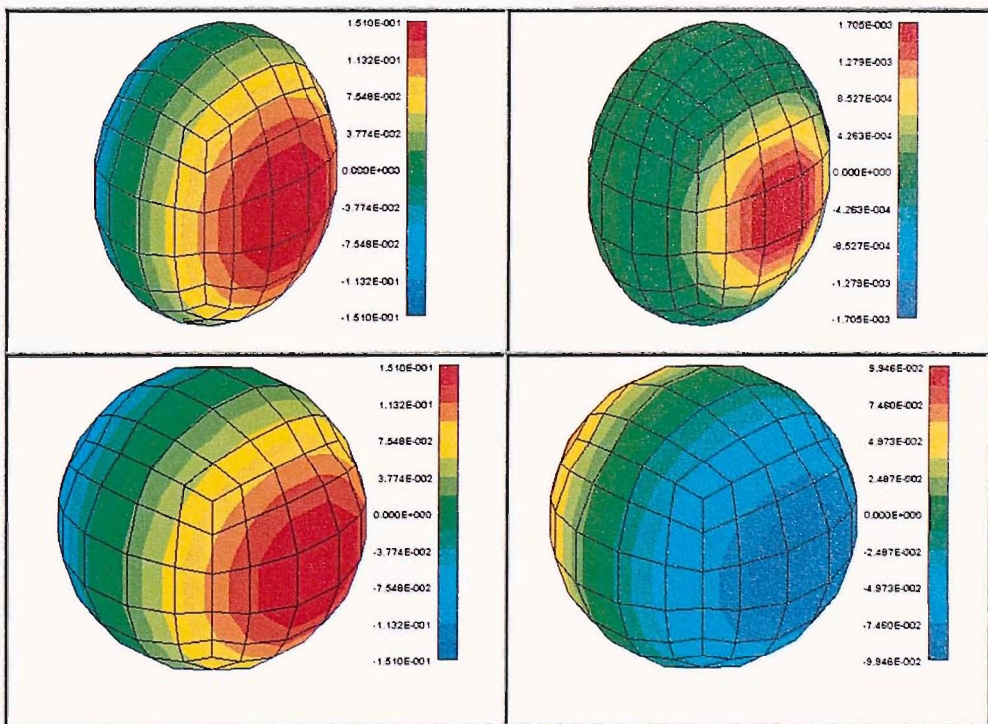 1.510E-001
1.132E-001
7.548E-002
3.774E-002
0.000E+000
-3.774E-002
-7.548E-002
-1.132E-001
-1.510E-001
1.705E-003
1.279E-003
8.527E-004
4.263E-004
0.000E+000
-4.263E-004
-8.527E-004
-1.279E-003
-1.705E-003
1.510E-001
1.132E-001
7.548E-002
3.774E-002
0.000E+000
-3.774E-002
-7.548E-002
-1.132E-001
-1.510E-001
9.946E-002
7.460E-002
4.973E-002
2.487E-002
0.000E+000
-2.487E-002
-4.973E-002
-7.460E-002
-9.946E-002